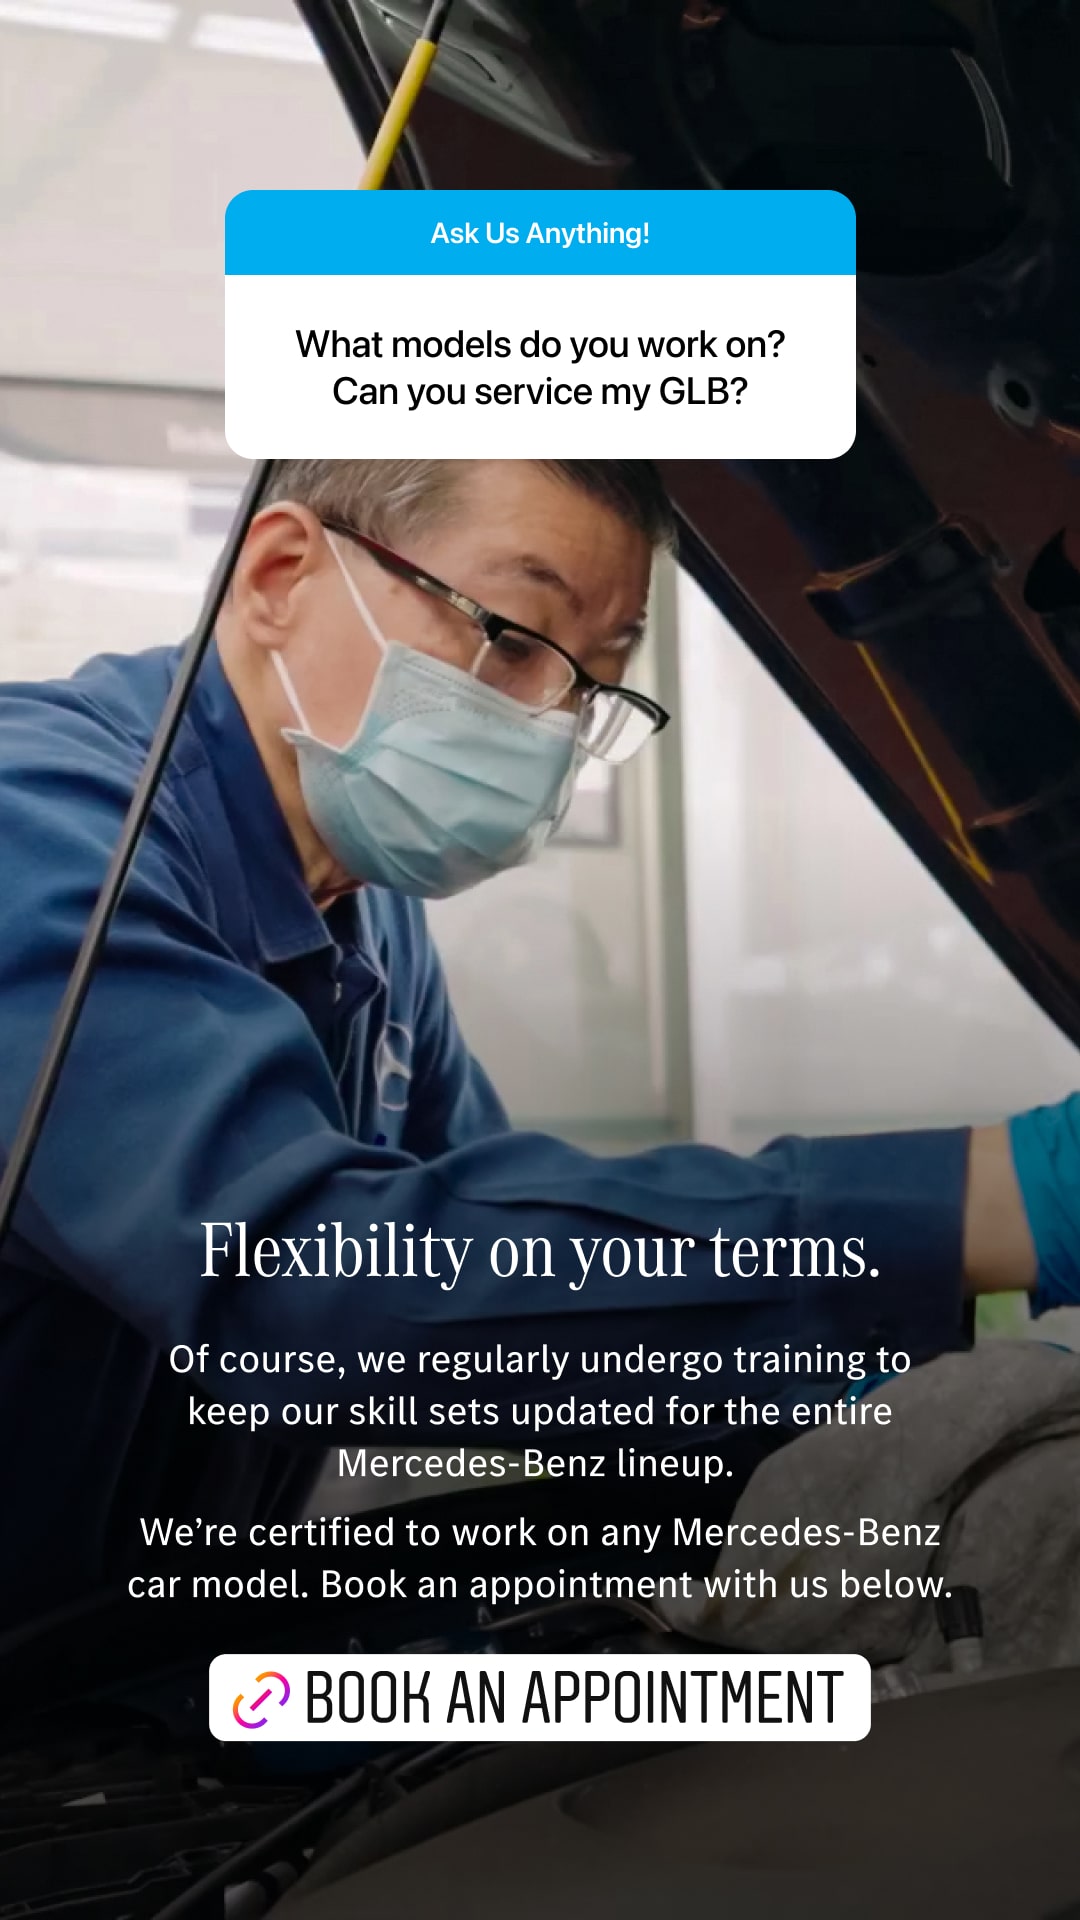 Ask Us Anything!
What models do you work on?
Can you service my GLB?
Flexibility on your terms.
Of course, we regularly undergo training to
keep our skill sets updated for the entire
Mercedes-Benz lineup.
We’re certified to work on any Mercedes-Benz
car model. Book an appointment with us below.
BOOK AN APPOINTMENT